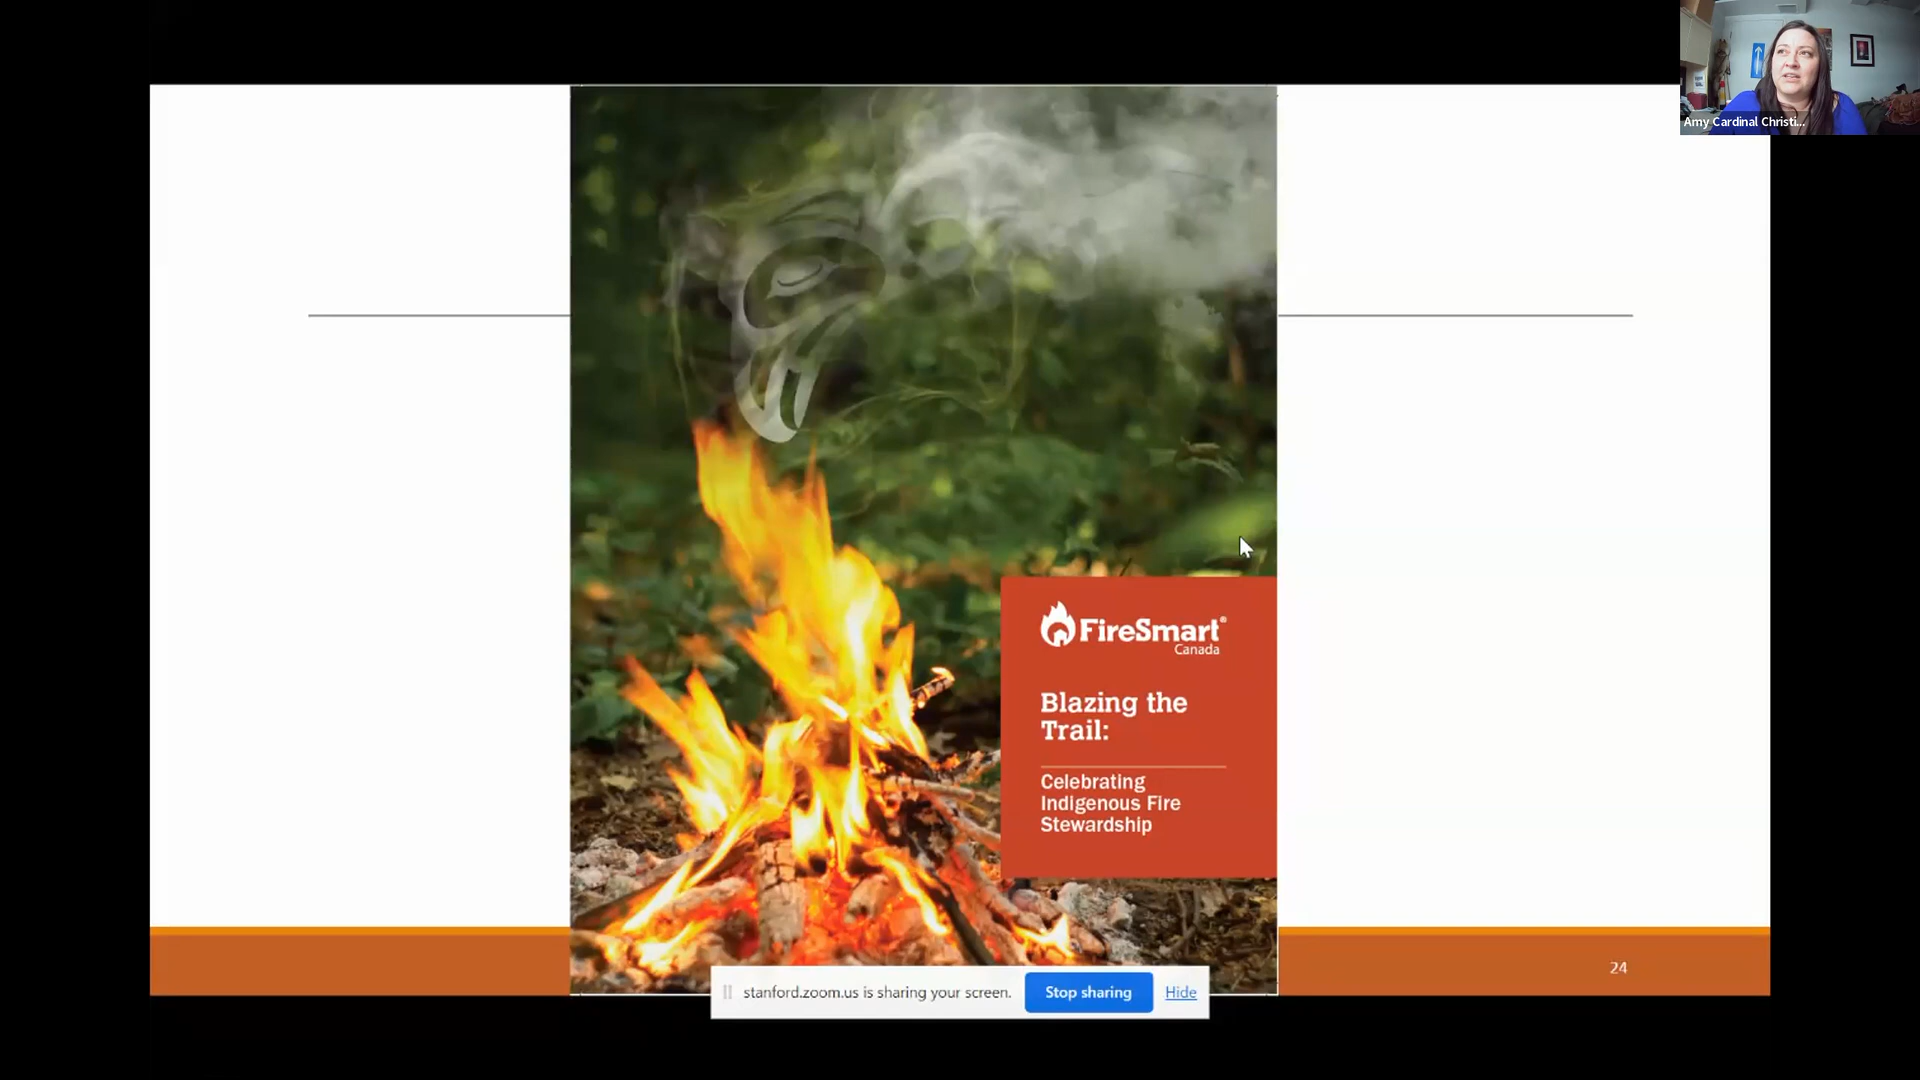 Amy Cardinal Christi...
FireSmart®
Canada
Blazing the
Trail:
Celebrating
Indigenous Fire
Stewardship
24
stanford.zoom.us is sharing your screen.
Stop sharing
Hide